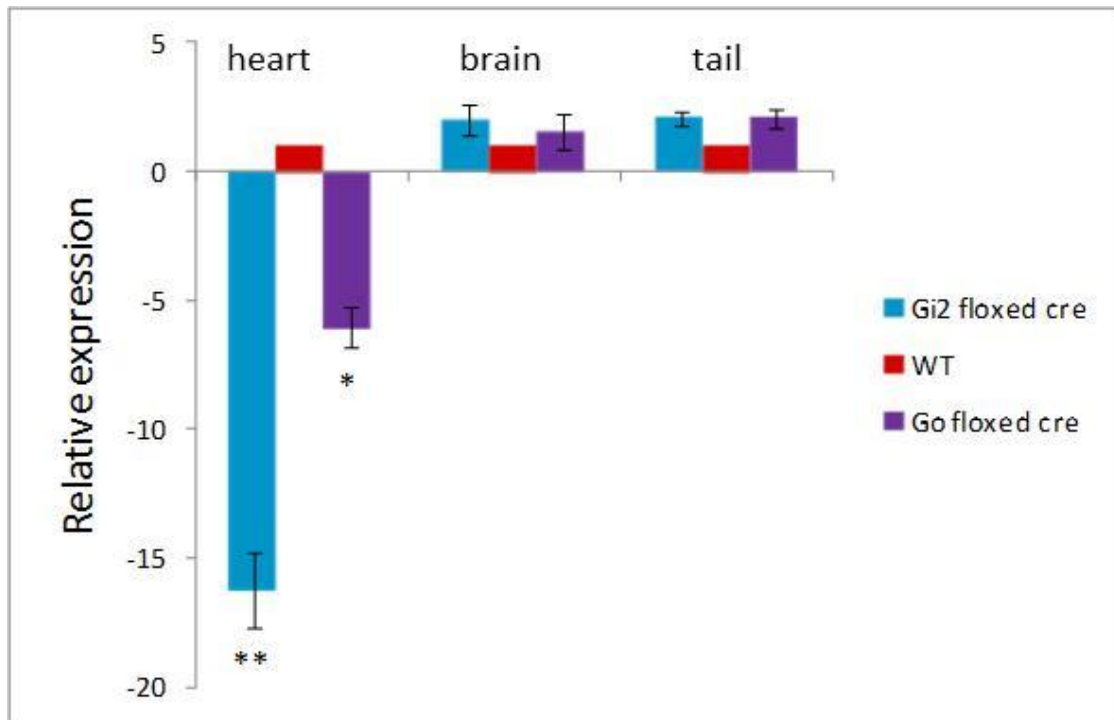 5
heart brain tail
0
-5
*
-10
-15
**
-20
Relative expression
Gi2 floxed cre
WT
Go floxed cre